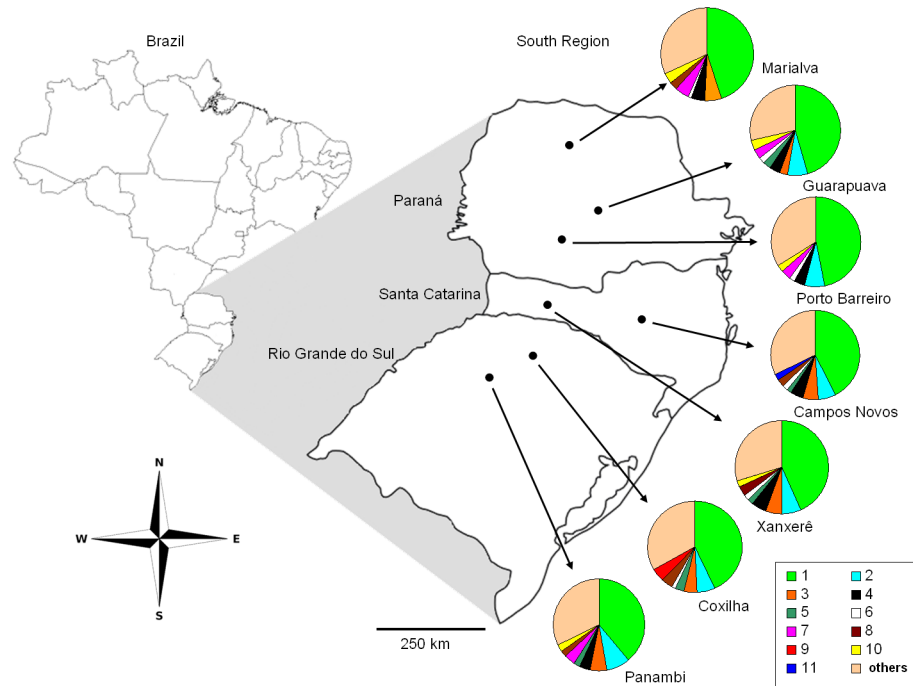 Brazil
South Region
Marialva
Guarapuava
Paraná
Porto Barreiro
Santa Catarina
Rio Grande do Sul
Campos Novos
Xanxerê
Coxilha
Panambi
N
W E
S
250 km
1 2
3 4
5 6
7 8
9 10
11 others